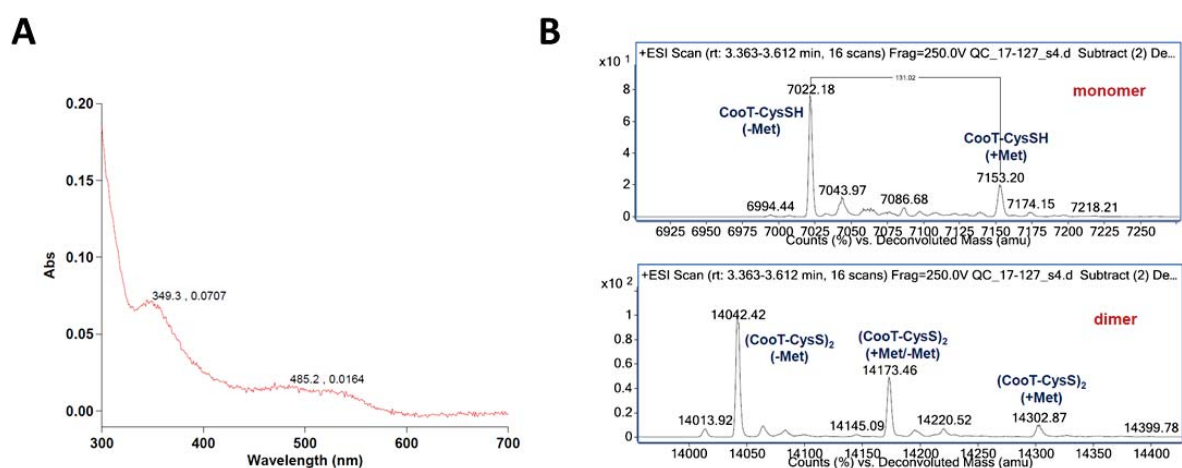 A
0.20
0.15
0.10
0.05
0.00
Abs
349.3 , 0.0707
485.2 , 0.0164
300 400 500 600 700
Wavelength (nm)
B
+ESI Scan (rt: 3.363-3.612 min, 16 scans) Frag=250.0V QC_17-127_s4.d Subtract (2) De...
x10 1
8
6
4
2
0
131.02
7022.18
monomer
CooT-CysSH
(-Met)
CooT-CysSH
(+Met)
7153.20
6994.44
7043.97
7086.68
7174.15
7218.21
6925 6950 6975 7000 7025 7050 7075 7100 7125 7150 7175 7200 7225 7250
Counts (%) vs. Deconvoluted Mass (amu)
+ESI Scan (rt: 3.363-3.612 min, 16 scans) Frag=250.0V QC_17-127_s4.d Subtract (2) De...
x10 2
1
0.8
0.6
0.4
0.2
0
14042.42
dimer
(CooT-CysS)2
(-Met)
(CooT-CysS)2
(+Met/-Met)
14173.46
(CooT-CysS)2
(+Met)
14013.92
14145.09
14220.52
14302.87
14399.78
14000 14050 14100 14150 14200 14250 14300 14350 14400
Counts (%) vs. Deconvoluted Mass (amu)